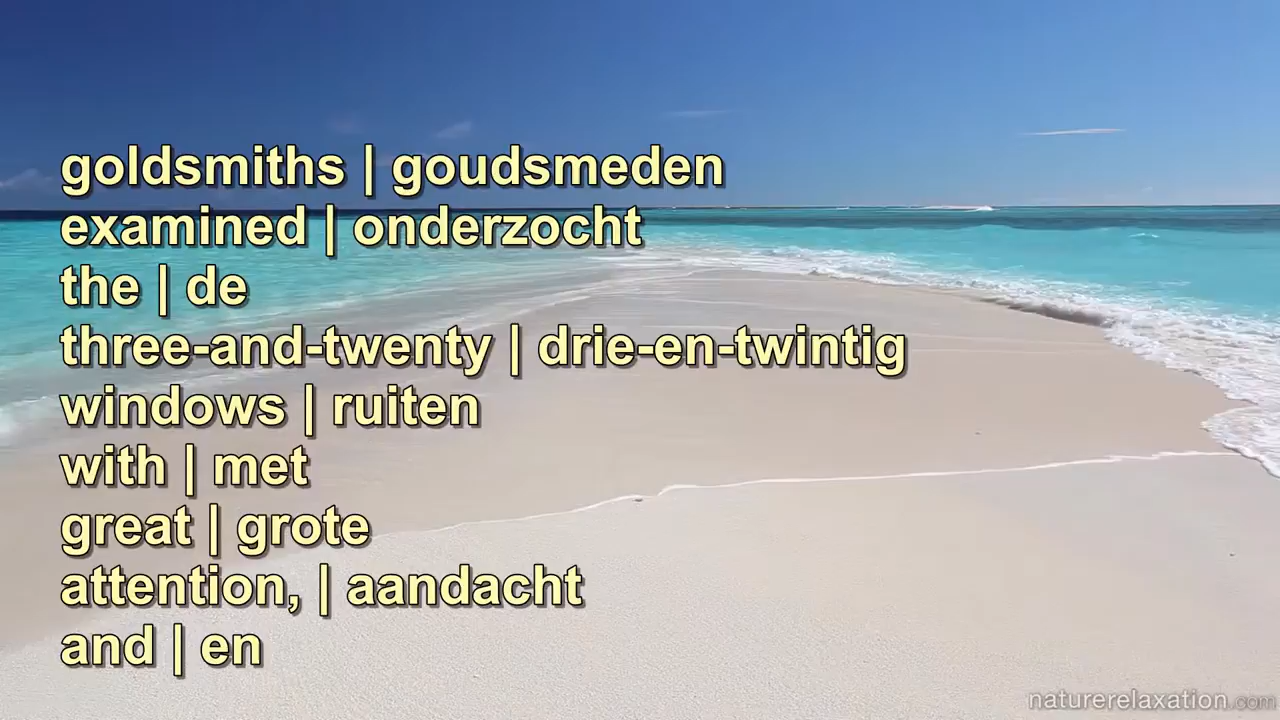 goldsmiths | goudsmeden
examined | onderzocht
the | de
three-and-twenty | drie-en-twintig
windows | ruiten
with | met
great | grote
attention, | aandacht
and | en
naturerelaxation.com